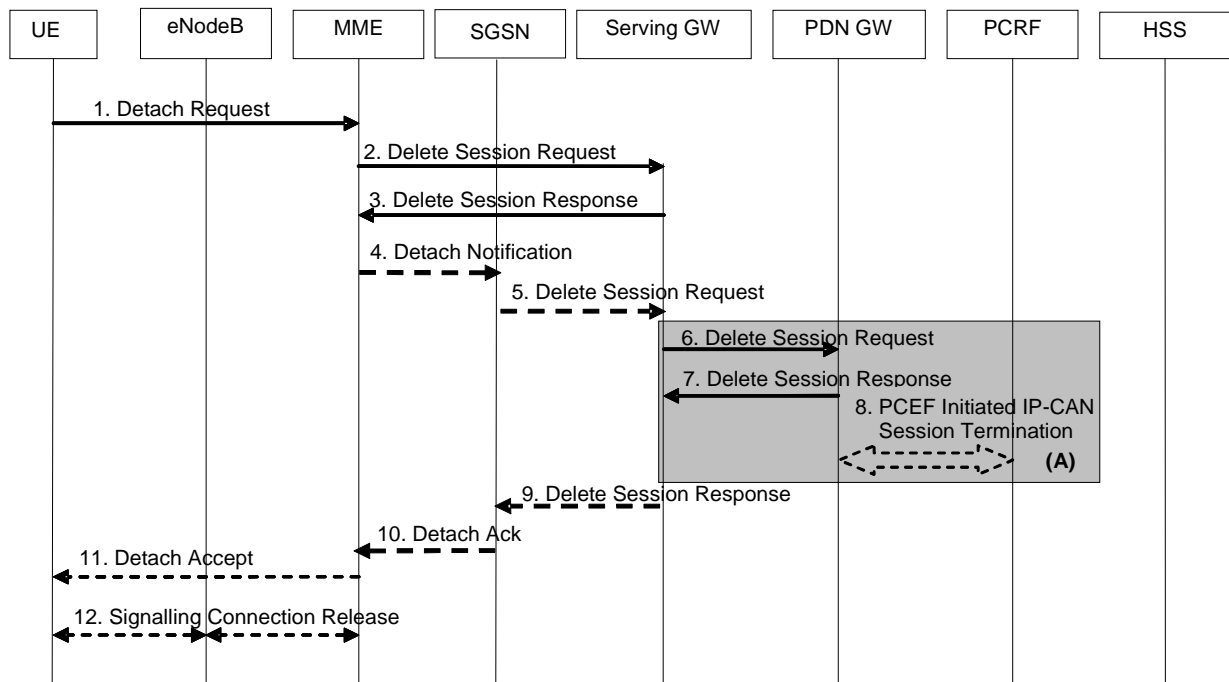 UE
eNodeB
MME
SGSN
Serving GW
PDN GW
PCRF
HSS
1. Detach Request
2. Delete Session Request
3. Delete Session Response
4. Detach Notification
5. Delete Session Request
6. Delete Session Request
7. Delete Session Response
8. PCEF Initiated IP-CAN
Session Termination
(A)
9. Delete Session Response
10. Detach Ack
11. Detach Accept
12. Signalling Connection Release